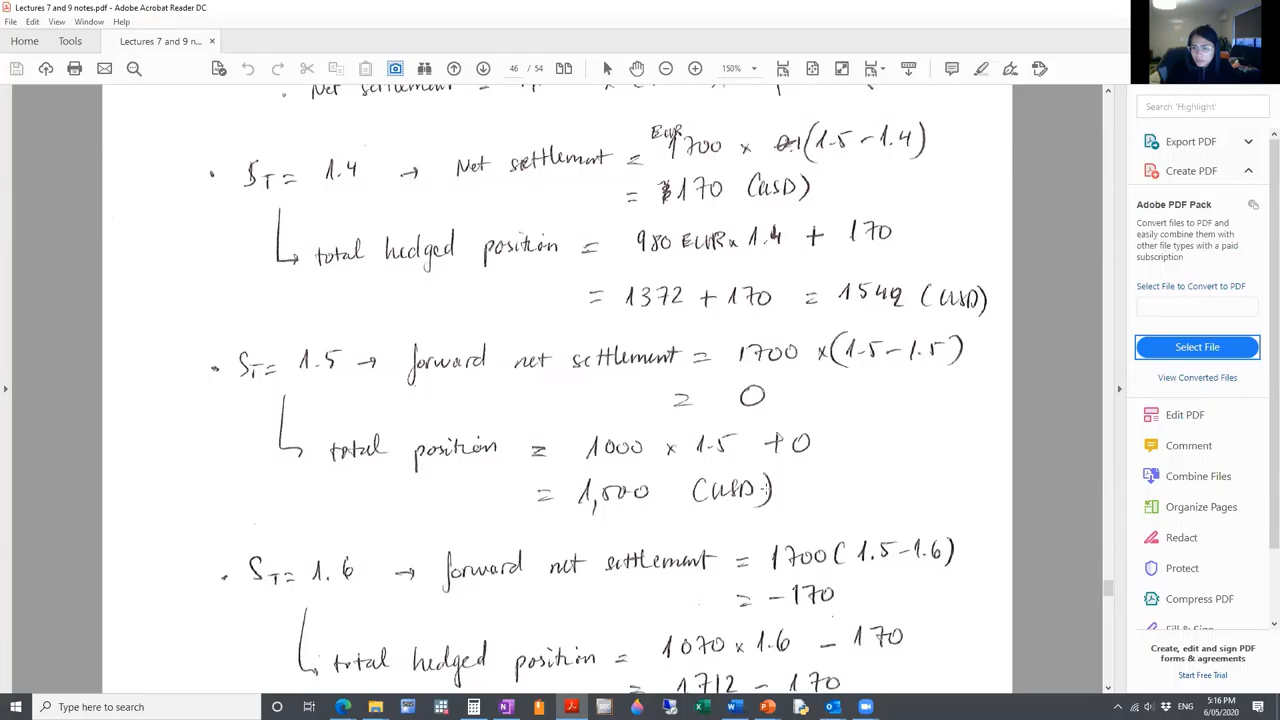 Lectures 7 and 9 notes.pdf - Adobe Acrobat Reader DC
File Edit View Window Help
Home Tools Lectures 7 and 9 n... ×
46 / 54 150%
Net settlement =
EUR
S_T = 1.4 → Net settlement = 1700 × (1.5 - 1.4)
= 170 (USD)
total hedged position = 980 EUR × 1.4 + 170
= 1372 + 170 = 1542 (USD)
S_T = 1.5 → forward net settlement = 1700 × (1.5 - 1.5)
= 0
total position = 1000 × 1.5 + 0
= 1,500 (USD)
S_T = 1.6 → forward net settlement = 1700 ( 1.5 - 1.6)
= -170
total hedged position = 1070 × 1.6 - 170
= 1712 - 170
Search 'Highlight'
Export PDF
Create PDF
Adobe PDF Pack
Convert files to PDF and
easily combine them with
other file types with a paid
subscription
Select File to Convert to PDF
Select File
View Converted Files
Edit PDF
Comment
Combine Files
Organize Pages
Redact
Protect
Compress PDF
Fill & Sign
Create, edit and sign PDF
forms & agreements
Start Free Trial
Type here to search
5:16 PM
6/05/2020